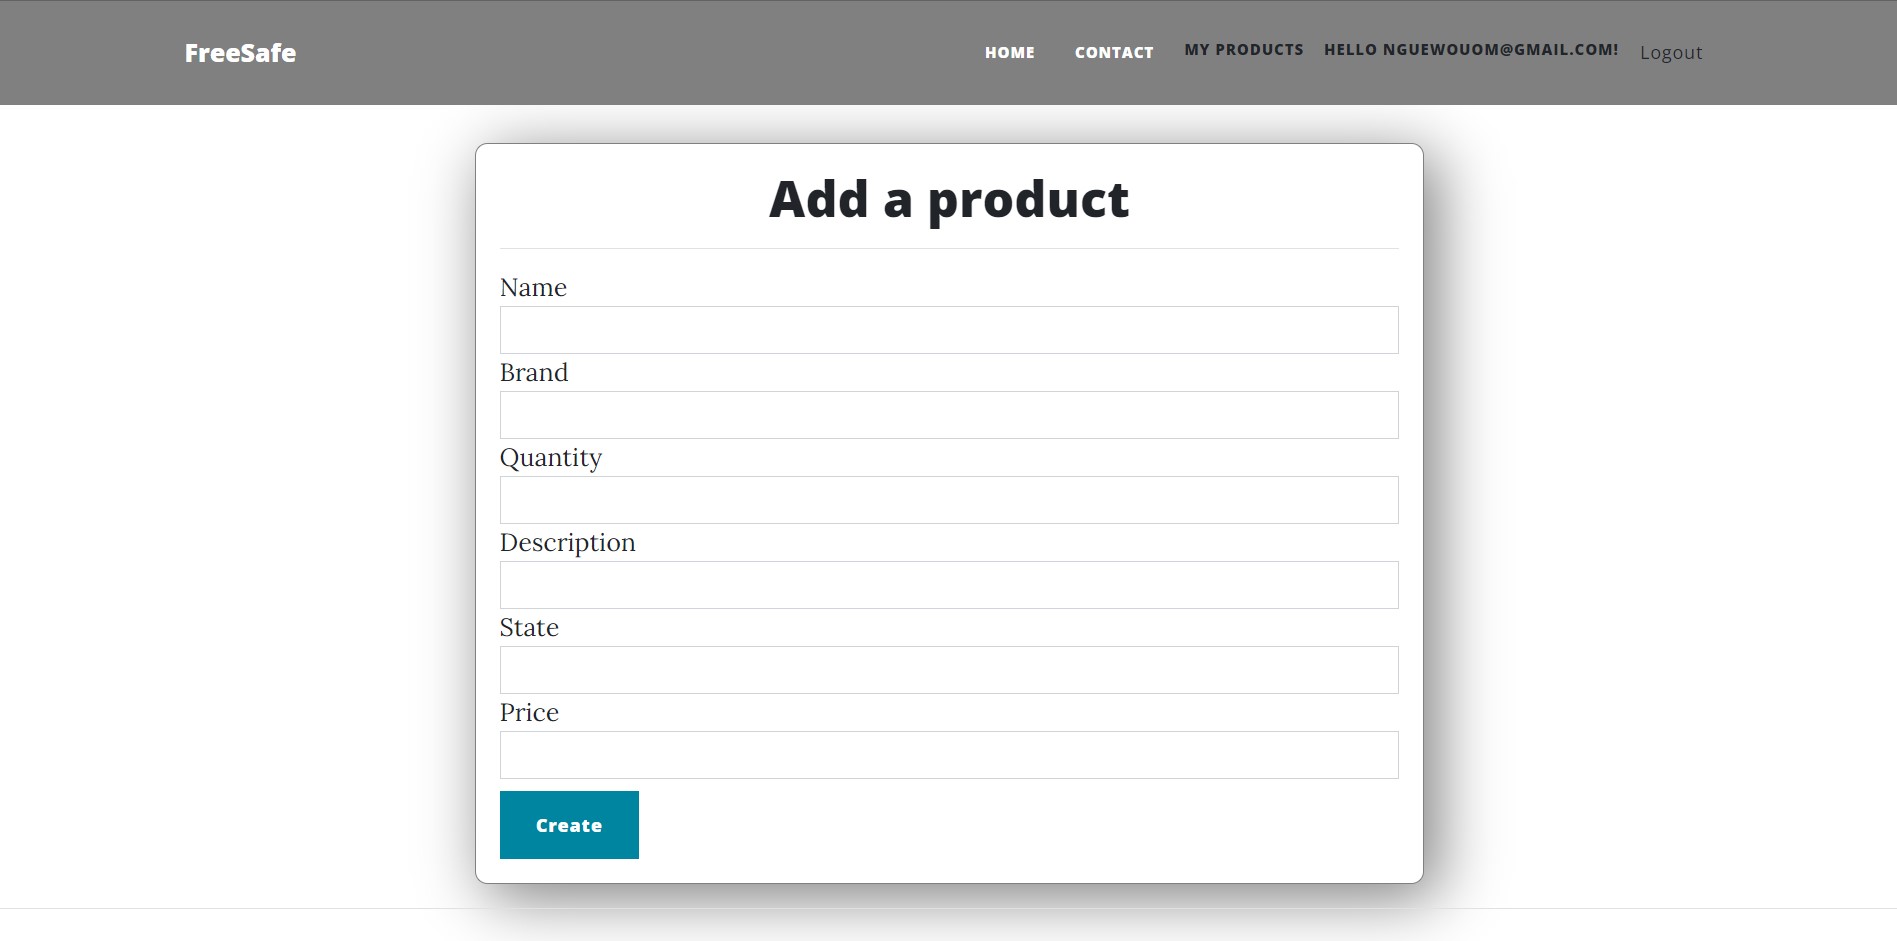 FreeSafe
HOME CONTACT MY PRODUCTS HELLO NGUEWOUOM@GMAIL.COM! Logout
Add a product
Name
Brand
Quantity
Description
State
Price
Create